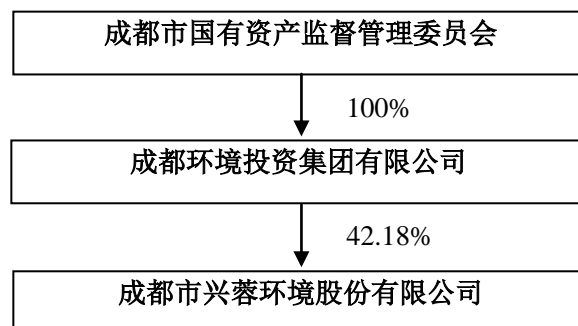 成都市国有资产监督管理委员会
100%
成都环境投资集团有限公司
42.18%
成都市兴蓉环境股份有限公司